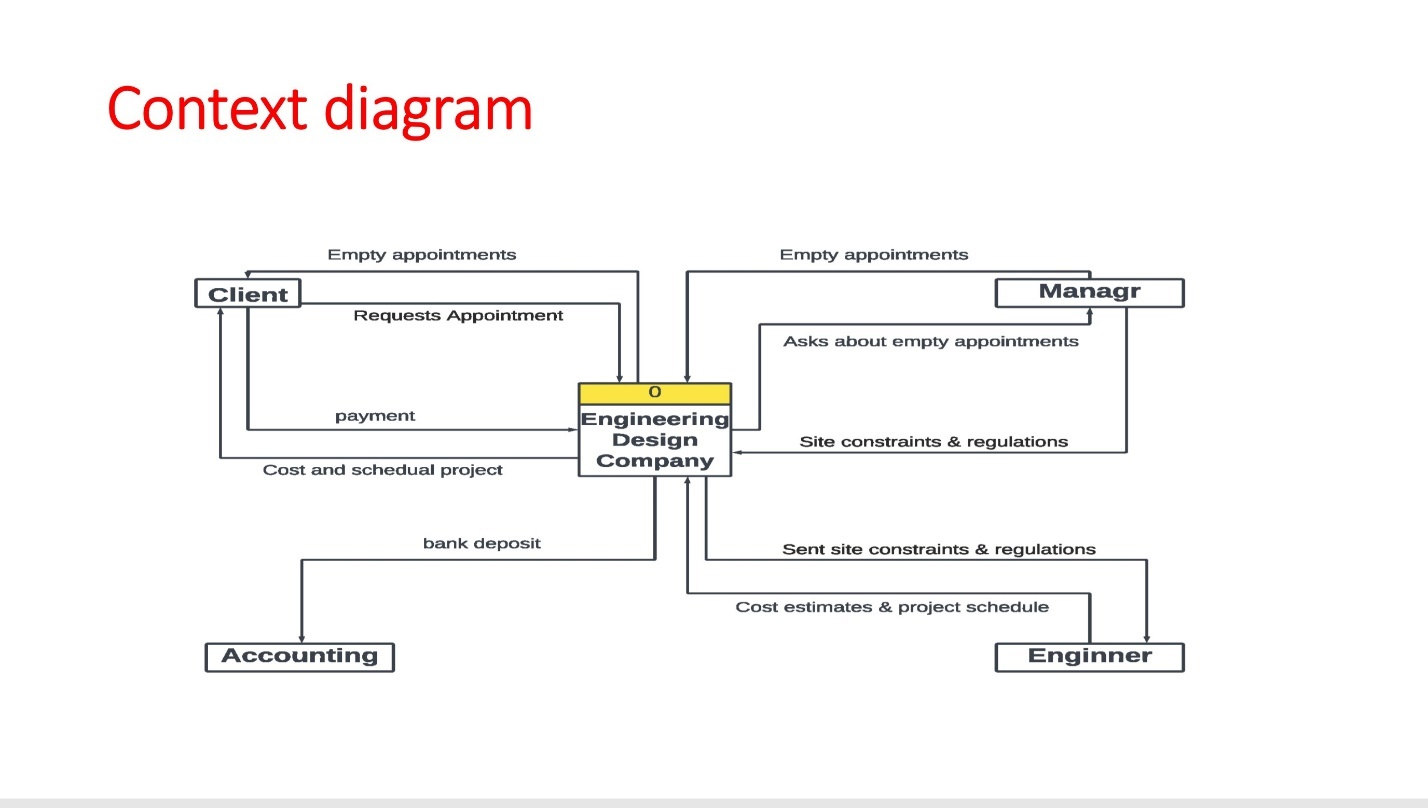 Context diagram
Empty appointments
Empty appointments
Client
Managr
Requests Appointment
Asks about empty appointments
0
Engineering
Design
Company
payment
Site constraints & regulations
Cost and schedual project
bank deposit
Sent site constraints & regulations
Cost estimates & project schedule
Accounting
Enginner